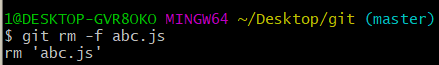 1@DESKTOP-GVR8OKO MINGW64 ~/Desktop/git (master)
$ git rm -f abc.js
rm 'abc.js'